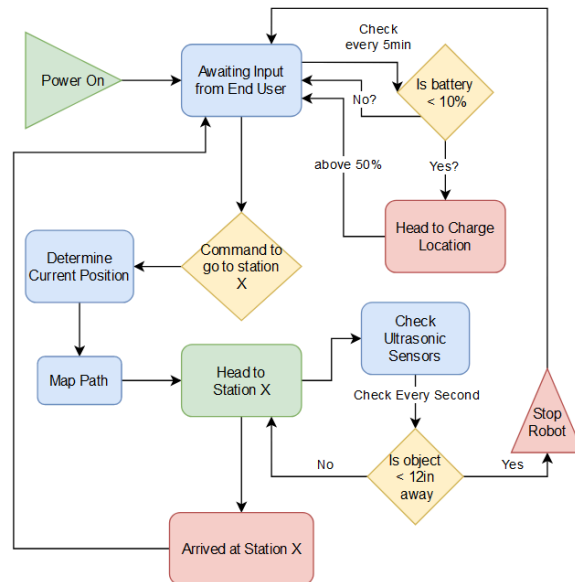 Power On
Awaiting Input
from End User
Check
every 5min
Is battery
< 10%
No?
Yes?
above 50%
Head to Charge
Location
Command to
go to station
X
Determine
Current Position
Map Path
Head to
Station X
Check
Ultrasonic
Sensors
Check Every Second
Is object
< 12in
away
No
Yes
Stop
Robot
Arrived at Station X